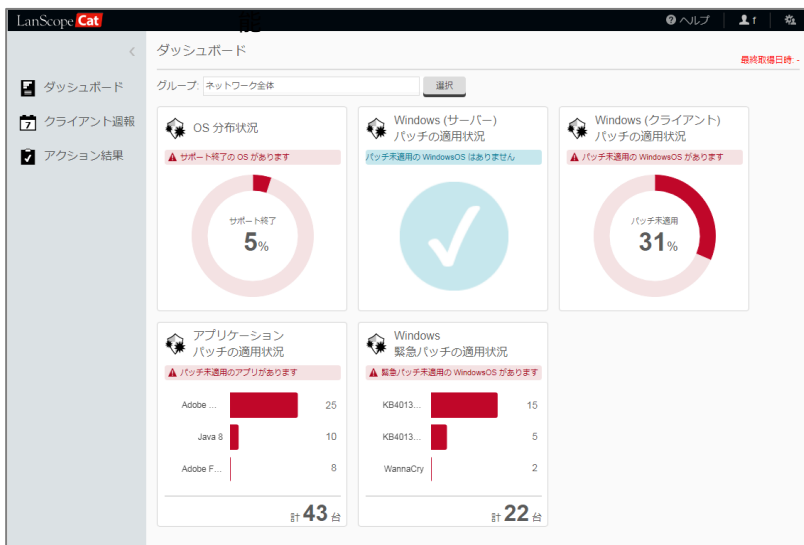 LanScope Cat
能
ヘルプ
f
ダッシュボード
最終取得日時: -
ダッシュボード
7
クライアント週報
アクション結果
グループ: ネットワーク全体
選択
OS 分布状況
サポート終了の OS があります
サポート終了
5%
Windows (サーバー)
パッチの適用状況
パッチ未適用の WindowsOS はありません
Windows (クライアント)
パッチの適用状況
パッチ未適用の WindowsOS があります
パッチ未適用
31%
アプリケーション
パッチの適用状況
パッチ未適用のアプリがあります
Adobe ... 25
Java 8 10
Adobe F... 8
計 43 台
Windows
緊急パッチの適用状況
緊急パッチ未適用の WindowsOS があります
KB4013... 15
KB4013... 5
WannaCry 2
計 22 台